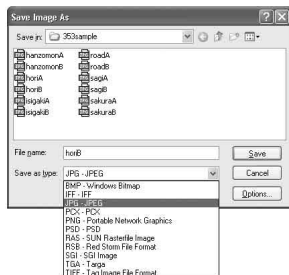 Save Image As
Save in: 353sample
hanzomonA
hanzomonB
horiA
horiB
isigakiA
isigakiB
roadA
roadB
sagiA
sagiB
sakuraA
sakuraB
File name: horiB Save
Save as type: JPG - JPEG Cancel
Options...
BMP - Windows Bitmap
IFF - IFF
JPG - JPEG
PCX - PCX
PNG - Portable Network Graphics
PSD - PSD
RAS - SUN Rasterfile Image
RSB - Red Storm File Format
SGI - SGI Image
TGA - Targa
TIFF - Tag Image File Format